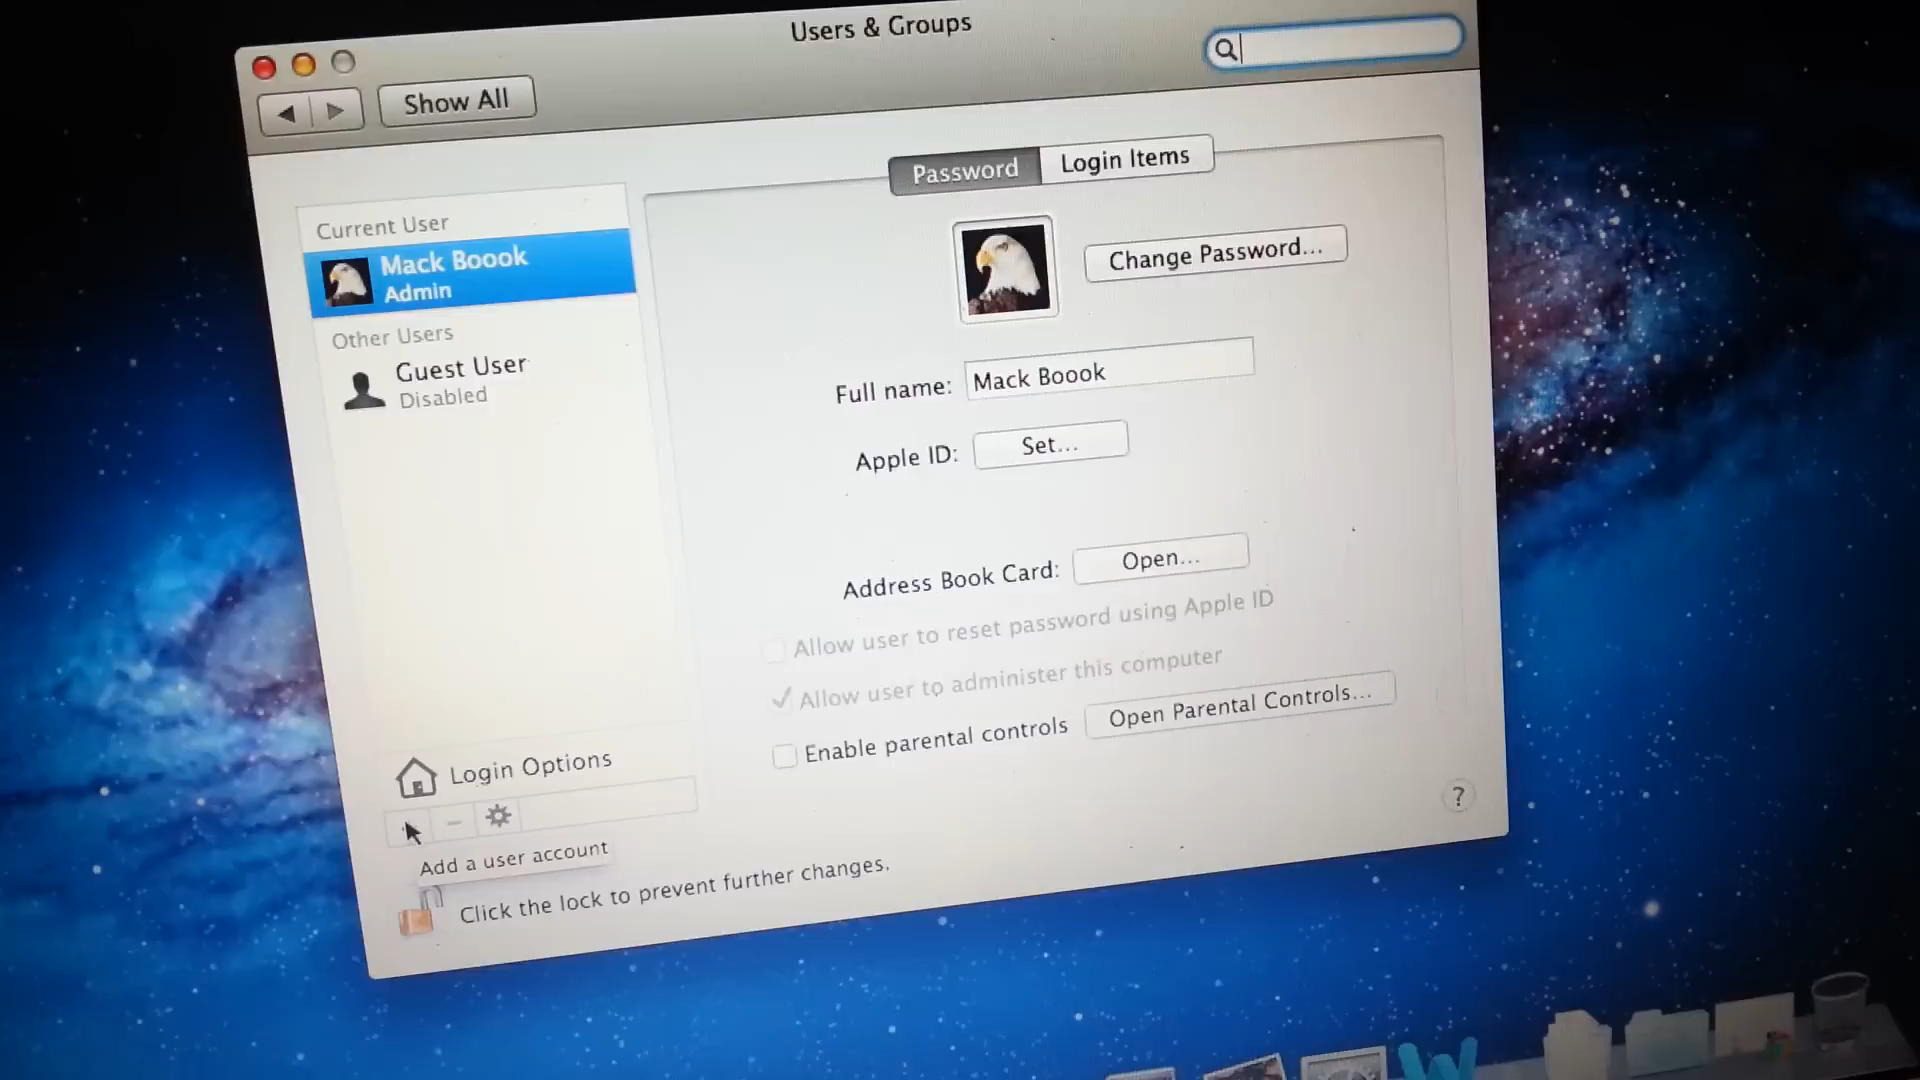 Users & Groups
Show All
Password
Login Items
Current User
Mack Boook
Admin
Other Users
Guest User
Disabled
Change Password...
Full name:
Mack Boook
Apple ID:
Set...
Address Book Card:
Open...
Allow user to reset password using Apple ID
Allow user to administer this computer
Enable parental controls
Open Parental Controls...
Login Options
Add a user account
?
Click the lock to prevent further changes.
W